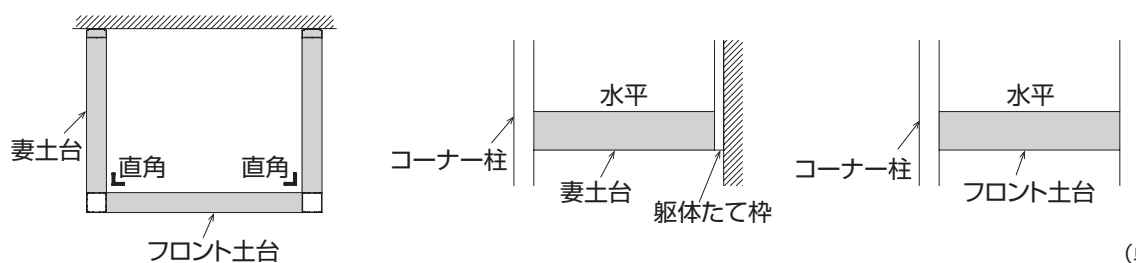 妻土台
直角
直角
フロント土台
水平
コーナー柱
妻土台
躯体たて枠
水平
コーナー柱
フロント土台